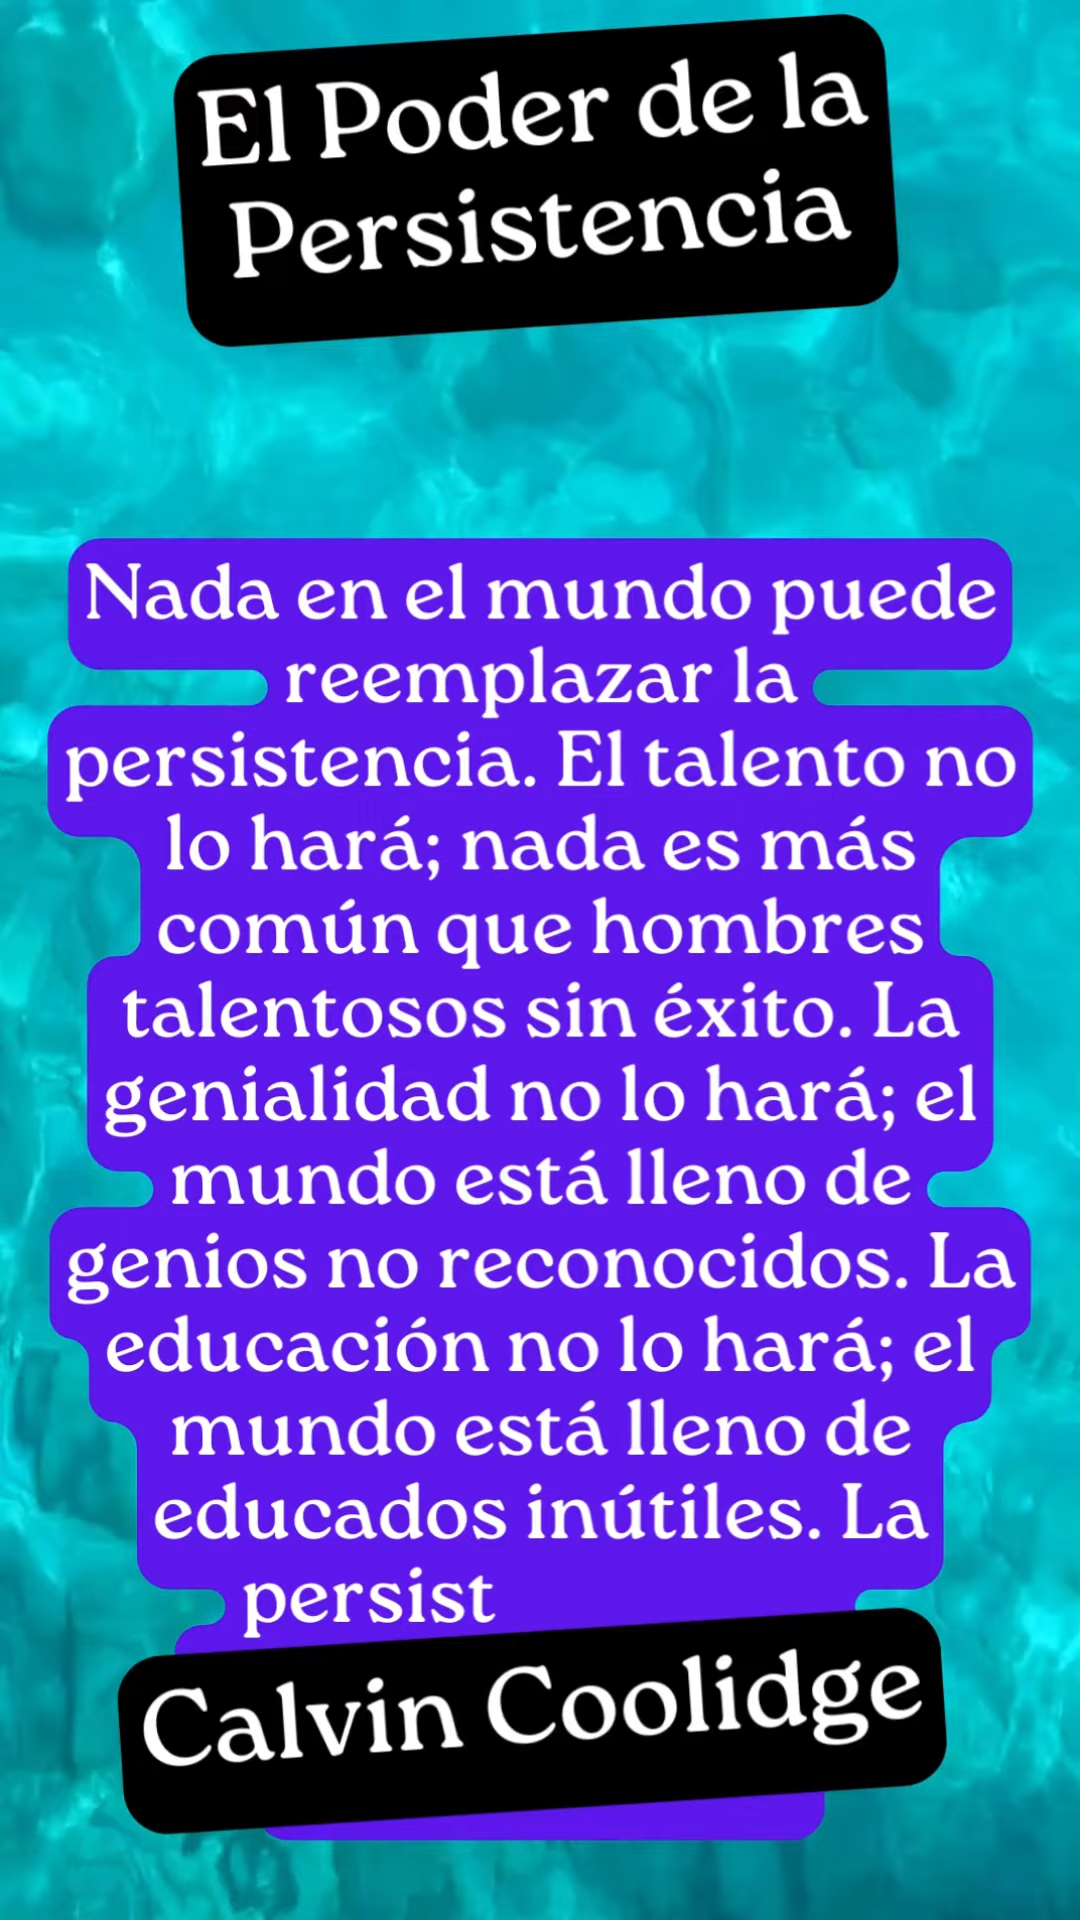 El Poder de la
Persistencia
Nada en el mundo puede
reemplazar la
persistencia. El talento no
lo hará; nada es más
común que hombres
talentosos sin éxito. La
genialidad no lo hará; el
mundo está lleno de
genios no reconocidos. La
educación no lo hará; el
mundo está lleno de
educados inútiles. La
persist
Calvin Coolidge